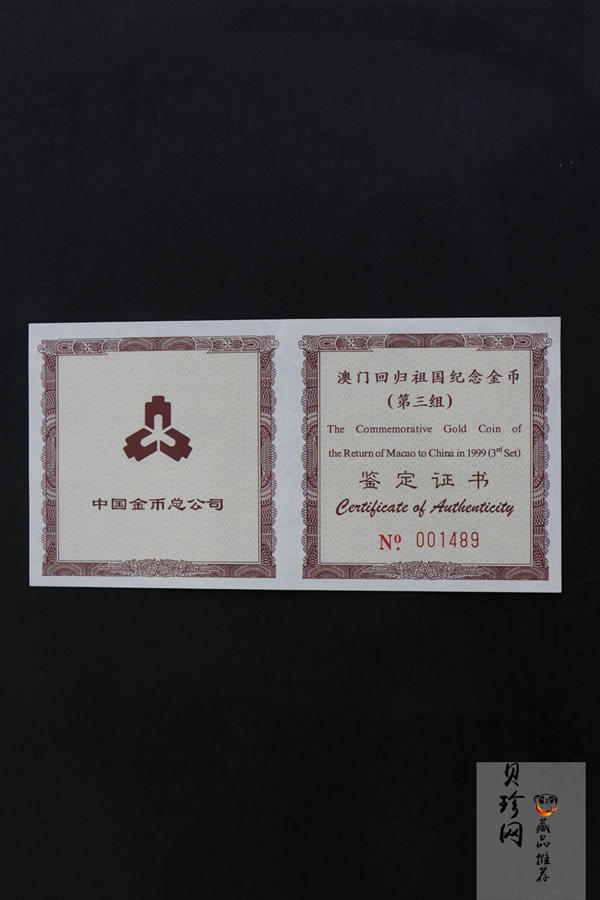 中国金币总公司
澳门回归祖国纪念金币
(第三组)
The Commemorative Gold Coin of
the Return of Macao to China in 1999 (3rd Set)
鉴定证书
Certificate of Authenticity
No 001489
贝珍网
藏品推荐